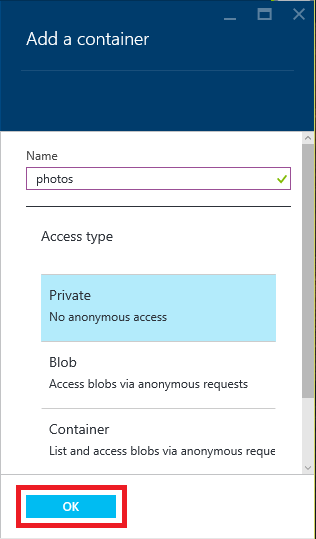 Add a container
Name
photos
Access type
Private
No anonymous access
Blob
Access blobs via anonymous requests
Container
List and access blobs via anonymous reque
OK